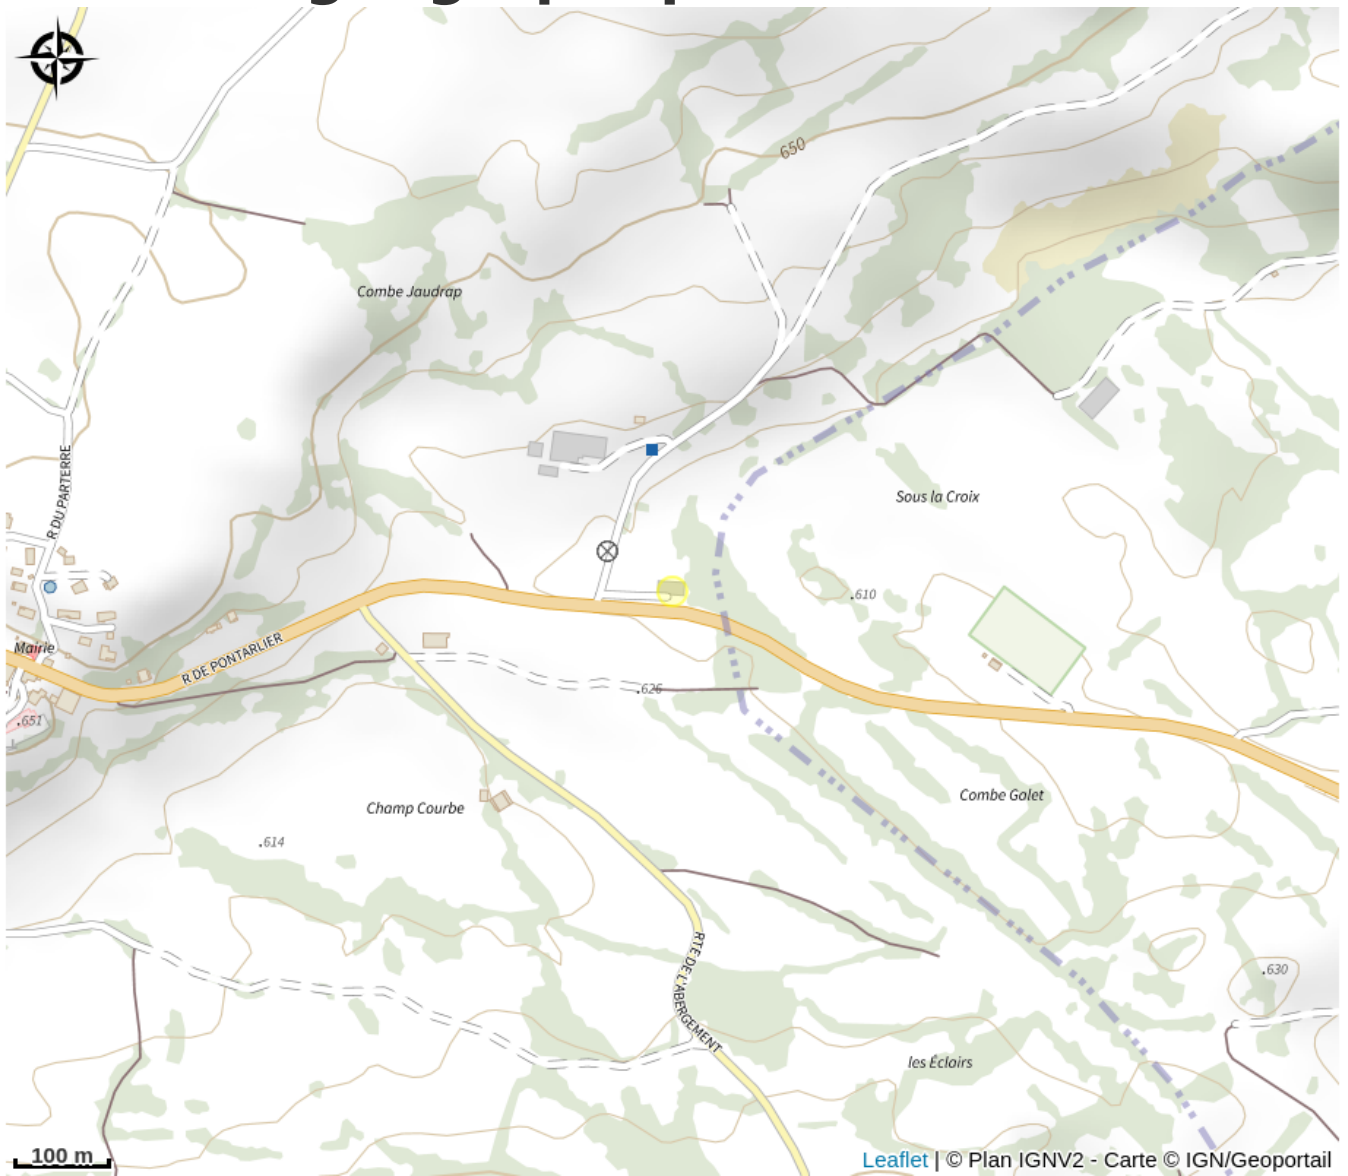 650
Combe Jaudrap
R DU PARTERRE
Sous la Croix
.610
Mairie
R DE PONTARLIER
.626
.651
Combe Galet
Champ Courbe
.614
RTE DE L'ABERGEMENT
.630
les Éclairs
100 m
Leaflet | © Plan IGNV2 - Carte © IGN/Geoportail